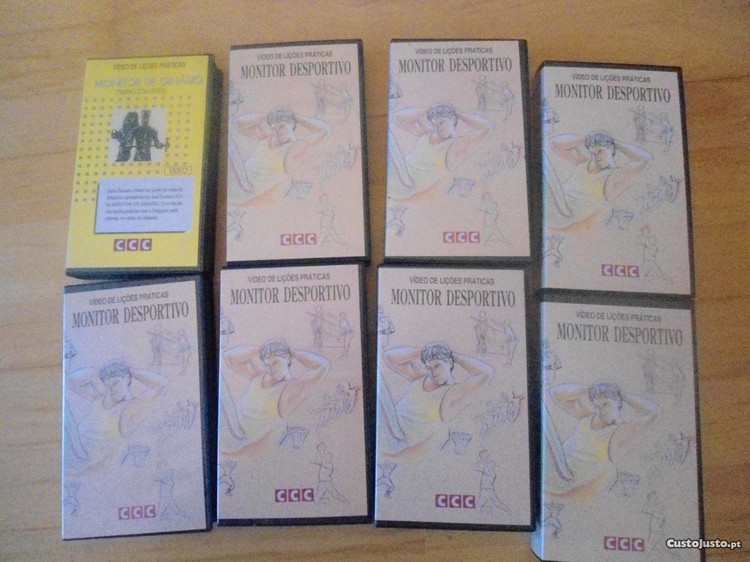 VÍDEO DE LIÇÕES PRÁTICAS
MONITOR DE GINÁSIO
VÍDEO
CCC
VÍDEO DE LIÇÕES PRÁTICAS
MONITOR DESPORTIVO
CCC
VÍDEO DE LIÇÕES PRÁTICAS
MONITOR DESPORTIVO
CCC
VÍDEO DE LIÇÕES PRÁTICAS
MONITOR DESPORTIVO
CCC
VÍDEO DE LIÇÕES PRÁTICAS
MONITOR DESPORTIVO
CCC
VÍDEO DE LIÇÕES PRÁTICAS
MONITOR DESPORTIVO
CCC
VÍDEO DE LIÇÕES PRÁTICAS
MONITOR DESPORTIVO
CCC
VÍDEO DE LIÇÕES PRÁTICAS
MONITOR DESPORTIVO
CCC
CustoJusto.pt